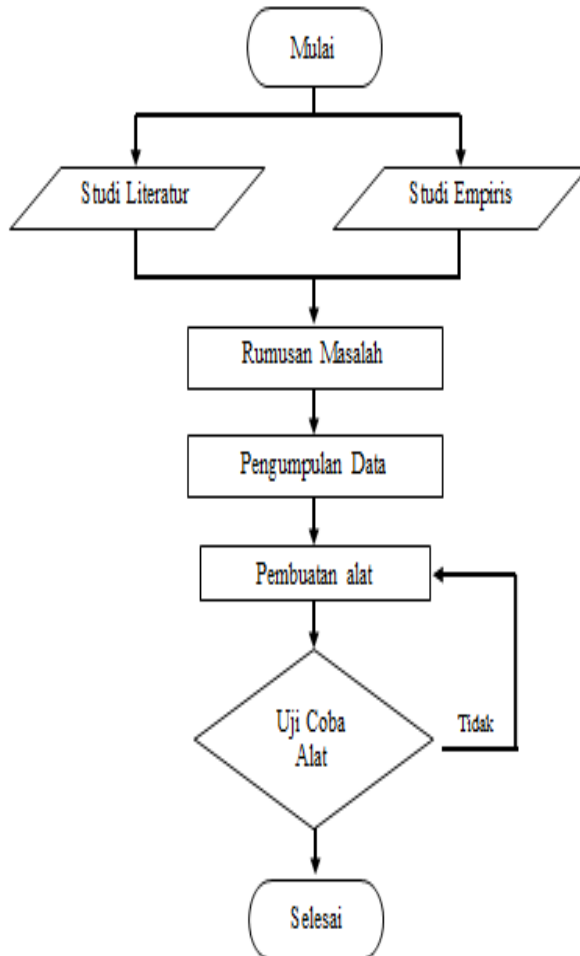 Mulai
Studi Literatur
Studi Empiris
Rumusan Masalah
Pengumpulan Data
Pembuatan alat
Uji Coba
Alat
Tidak
Selesai